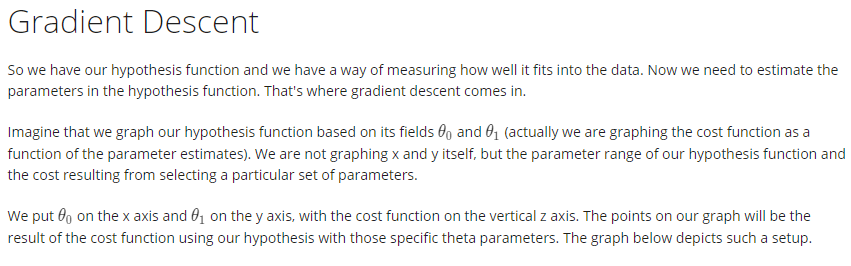 Gradient Descent
So we have our hypothesis function and we have a way of measuring how well it fits into the data. Now we need to estimate the
parameters in the hypothesis function. That's where gradient descent comes in.
Imagine that we graph our hypothesis function based on its fields θ₀ and θ₁ (actually we are graphing the cost function as a
function of the parameter estimates). We are not graphing x and y itself, but the parameter range of our hypothesis function and
the cost resulting from selecting a particular set of parameters.
We put θ₀ on the x axis and θ₁ on the y axis, with the cost function on the vertical z axis. The points on our graph will be the
result of the cost function using our hypothesis with those specific theta parameters. The graph below depicts such a setup.